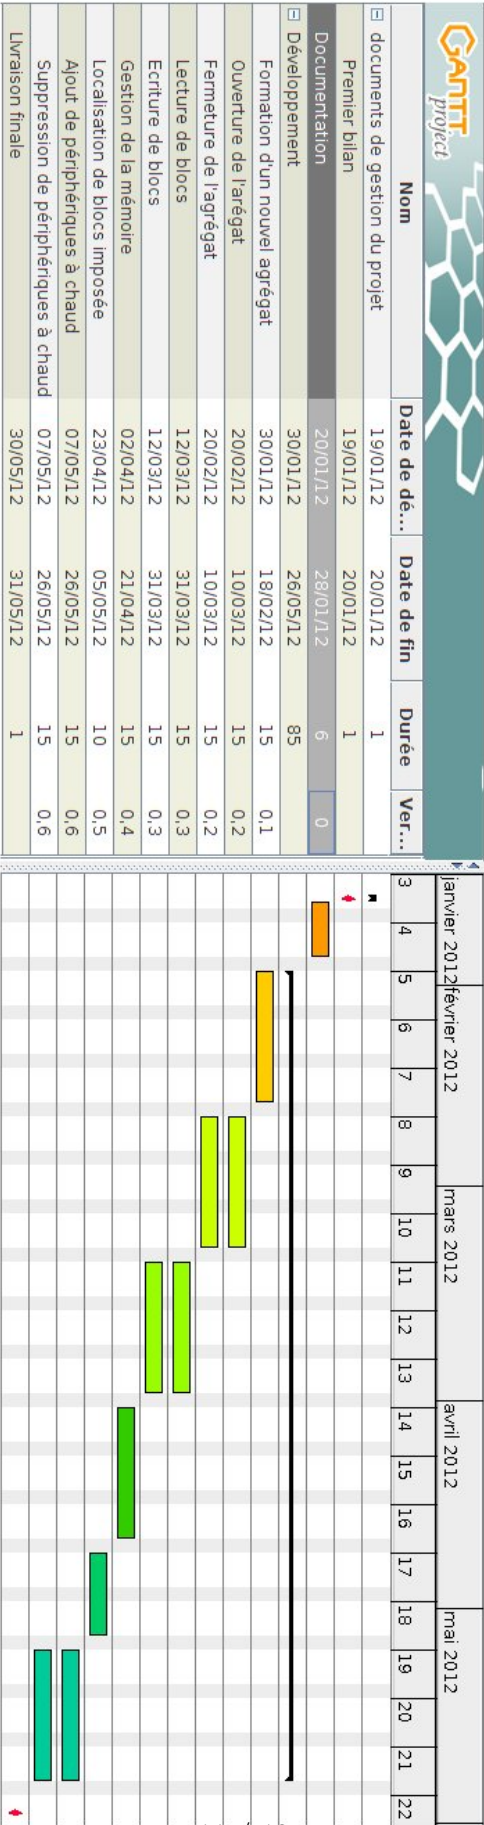 GANTT
project
Nom Date de dé... Date de fin Durée Ver...
documents de gestion du projet 19/01/12 20/01/12 1
Premier bilan 19/01/12 20/01/12 1
Documentation 20/01/12 28/01/12 6 0
Développement 30/01/12 26/05/12 85
Formation d'un nouvel agrégat 30/01/12 18/02/12 15 0.1
Ouverture de l'arégat 20/02/12 10/03/12 15 0.2
Fermeture de l'agrégat 20/02/12 10/03/12 15 0.2
Lecture de blocs 12/03/12 31/03/12 15 0.3
Ecriture de blocs 12/03/12 31/03/12 15 0.3
Gestion de la mémoire 02/04/12 21/04/12 15 0.4
Localisation de blocs imposée 23/04/12 05/05/12 10 0.5
Ajout de périphériques à chaud 07/05/12 26/05/12 15 0.6
Suppression de périphériques à chaud 07/05/12 26/05/12 15 0.6
Livraison finale 30/05/12 31/05/12 1
janvier 2012 février 2012 mars 2012 avril 2012 mai 2012
3 4 5 6 7 8 9 10 11 12 13 14 15 16 17 18 19 20 21 22